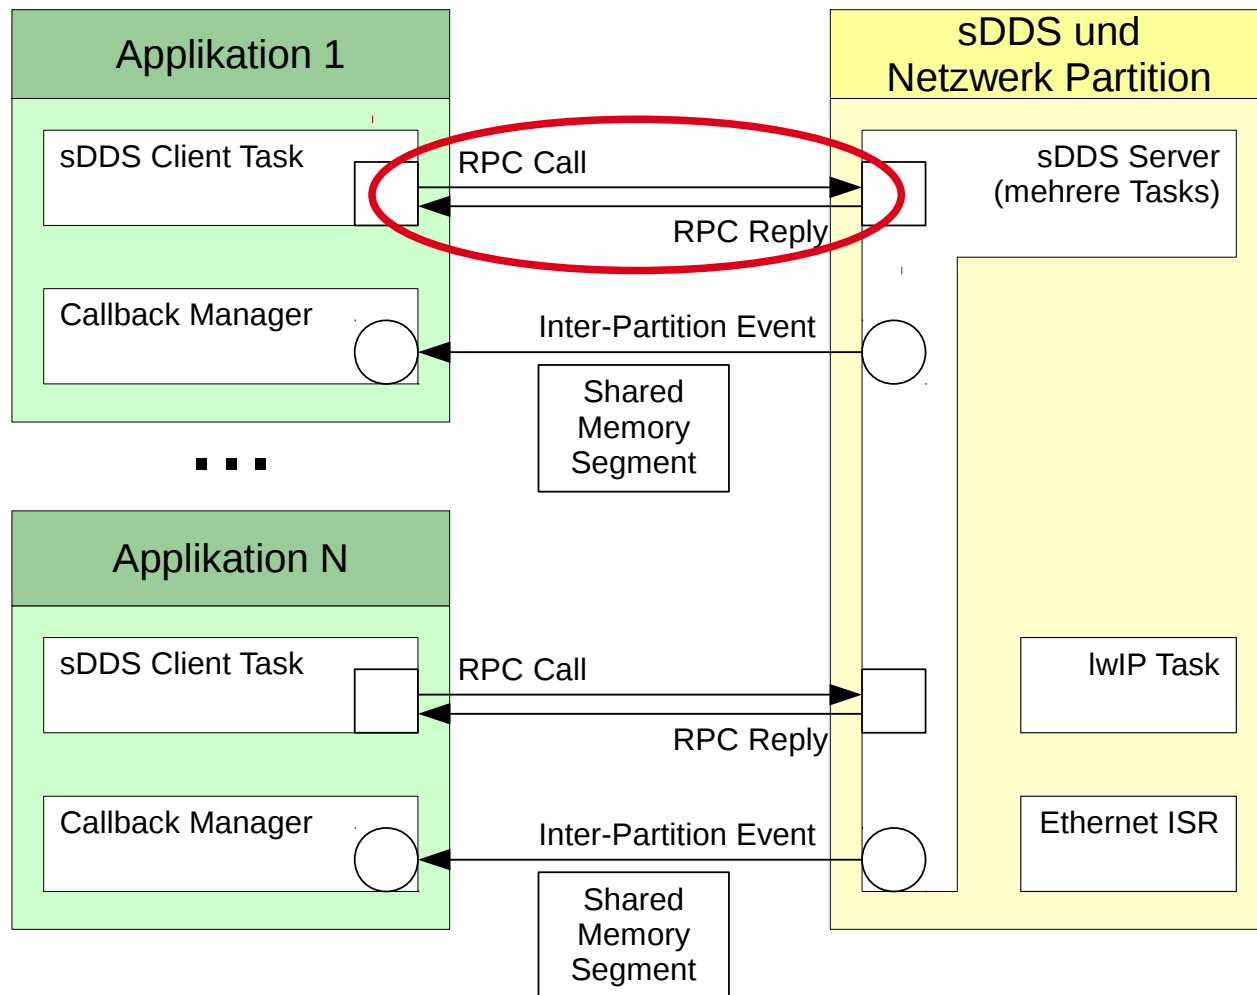 Applikation 1
sDDS und
Netzwerk Partition
sDDS Client Task
RPC Call
RPC Reply
sDDS Server
(mehrere Tasks)
Callback Manager
Inter-Partition Event
Shared
Memory
Segment
...
Applikation N
sDDS Client Task
RPC Call
RPC Reply
lwIP Task
Callback Manager
Inter-Partition Event
Ethernet ISR
Shared
Memory
Segment